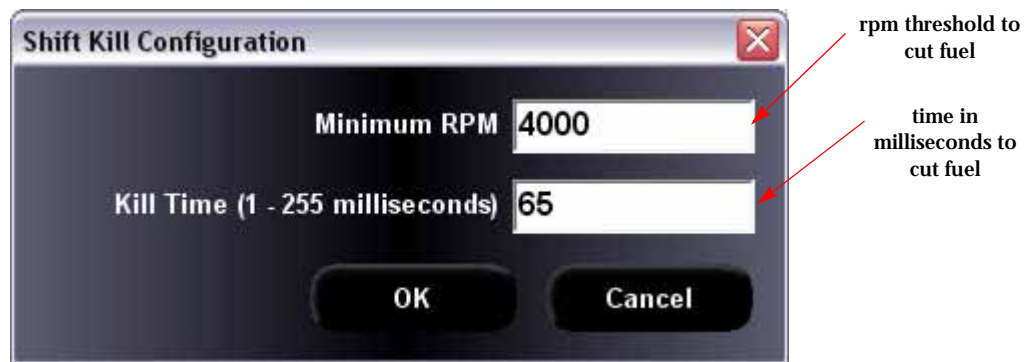 Shift Kill Configuration
rpm threshold to
cut fuel
Minimum RPM 4000
time in
milliseconds to
cut fuel
Kill Time (1 - 255 milliseconds) 65
OK Cancel